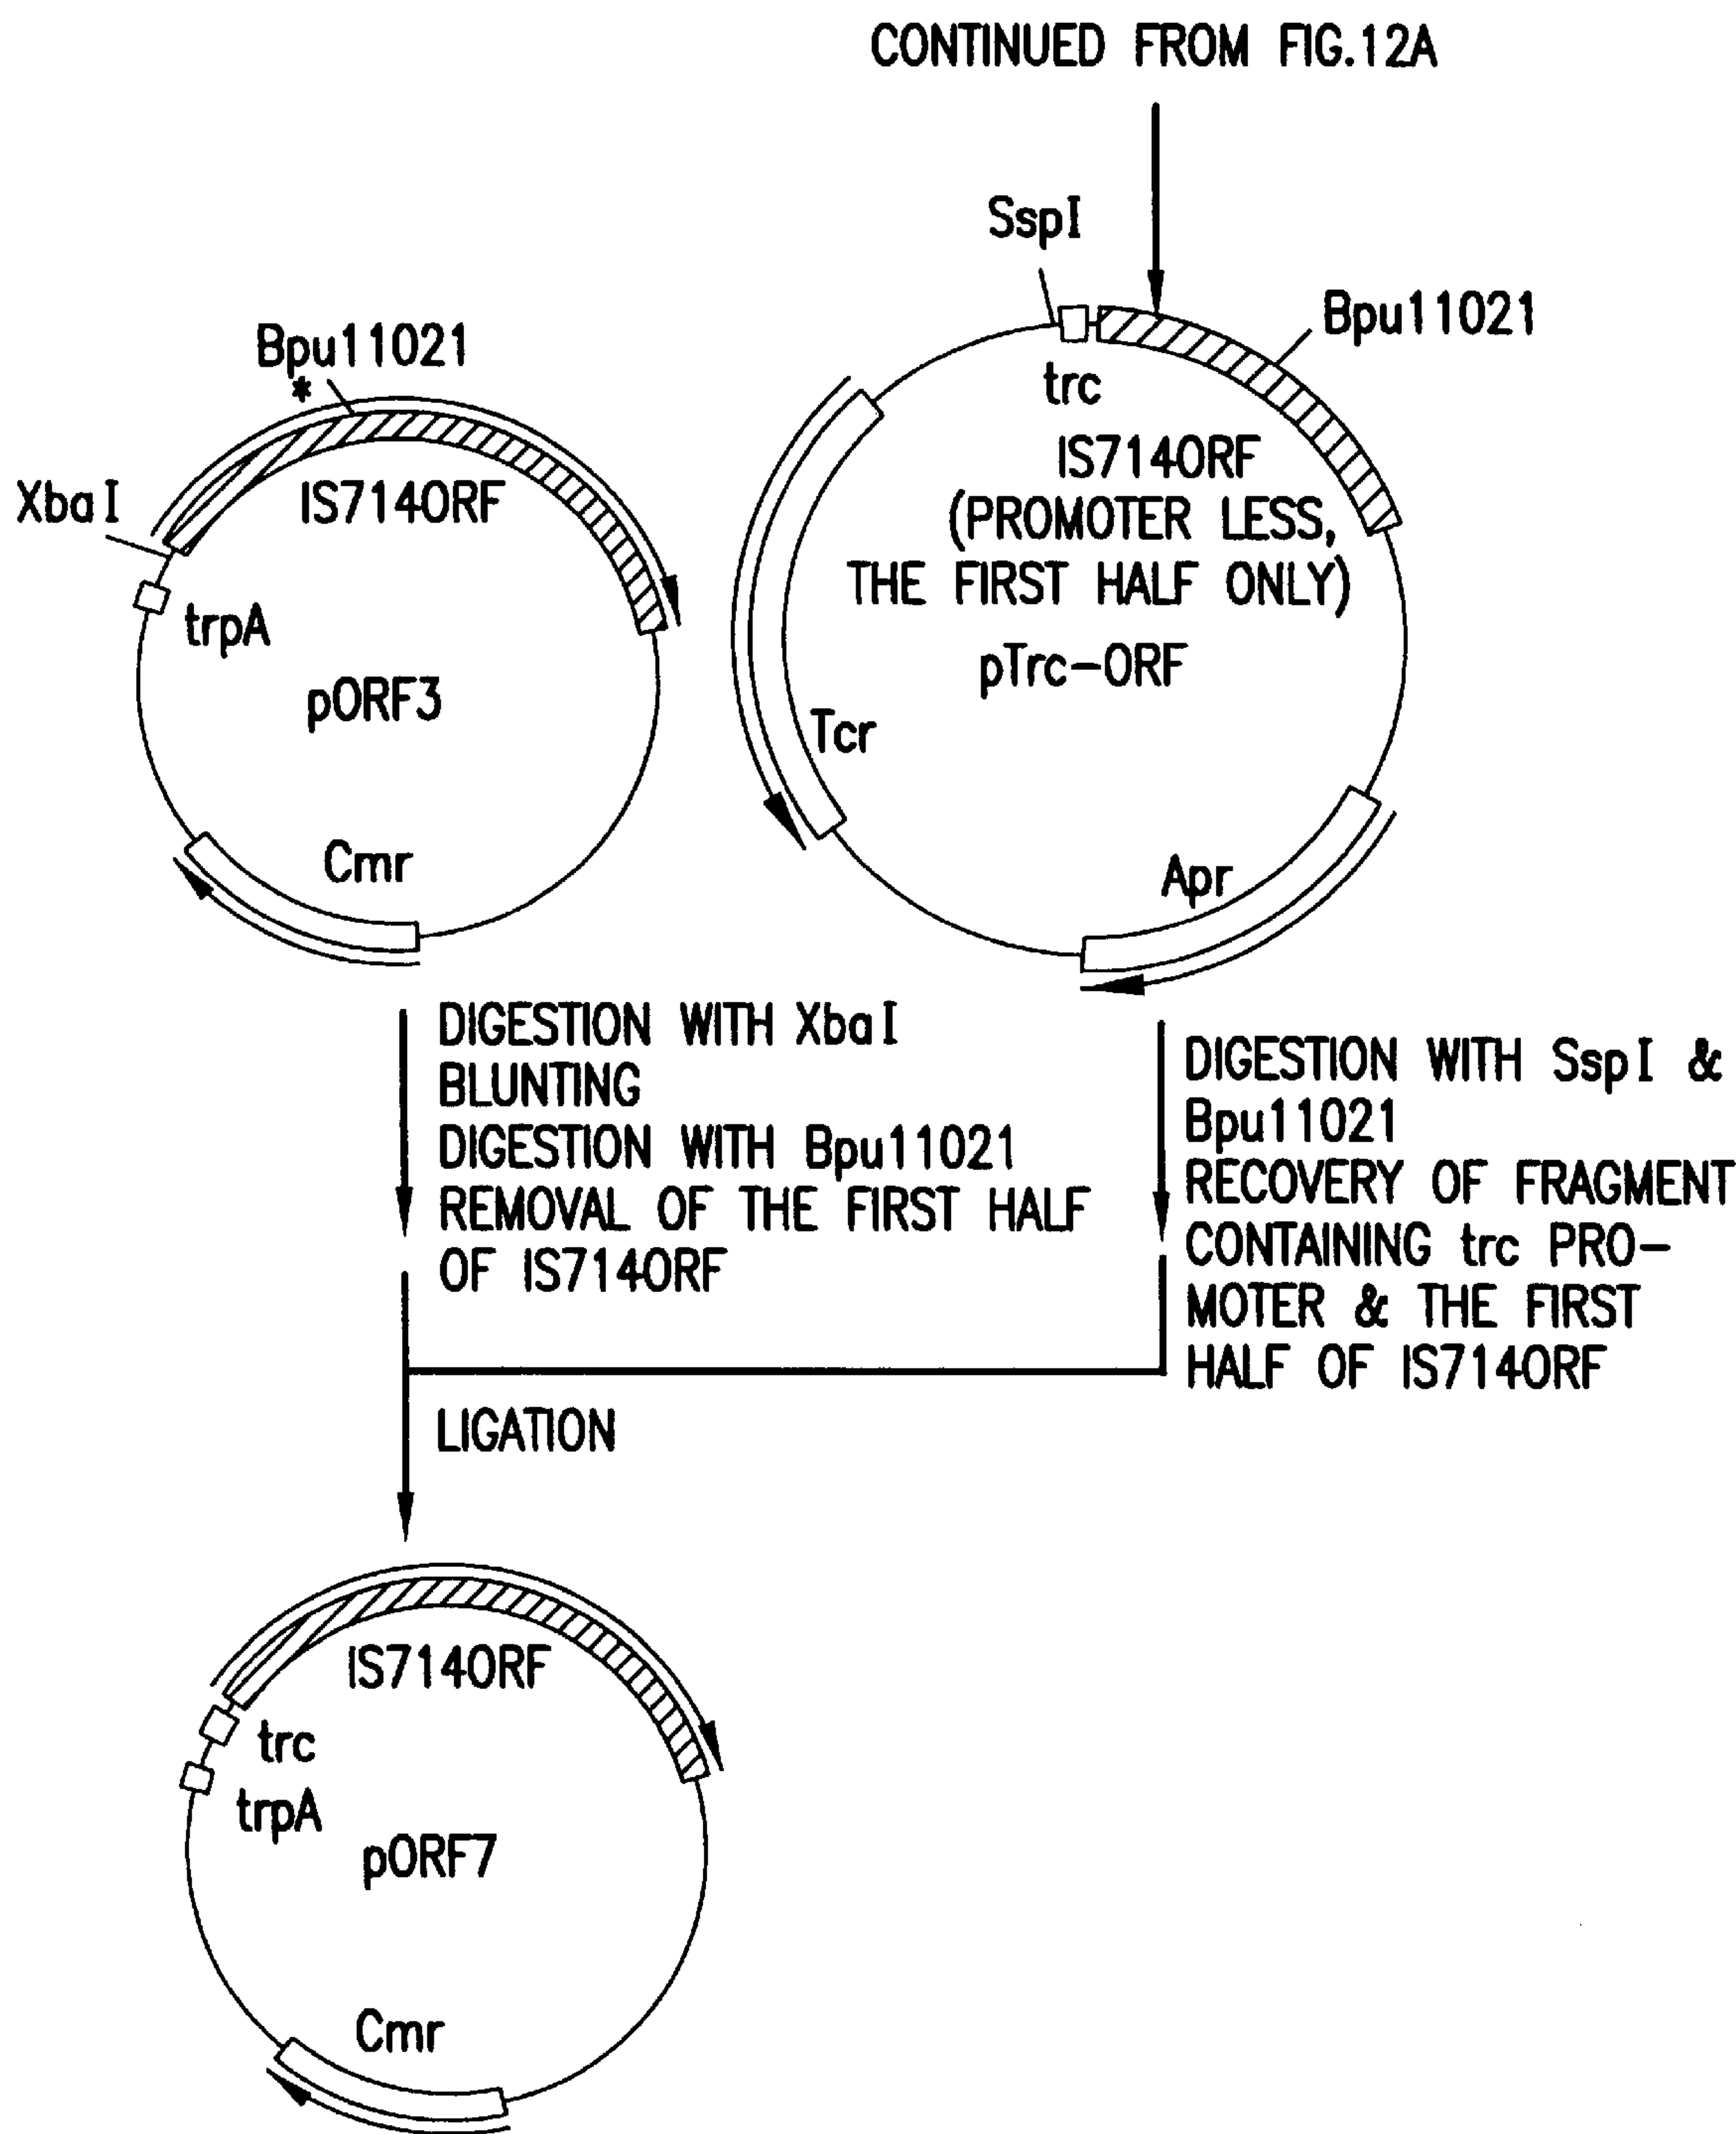 CONTINUED FROM FIG.12A
SspI
Bpu11021
trc
IS714ORF
(PROMOTER LESS,
THE FIRST HALF ONLY)
pTrc-ORF
Tcr
Apr
Bpu11021
*
XbaI
IS714ORF
trpA
pORF3
Cmr
DIGESTION WITH XbaI
BLUNTING
DIGESTION WITH Bpu11021
REMOVAL OF THE FIRST HALF
OF IS714ORF
DIGESTION WITH SspI &
Bpu11021
RECOVERY OF FRAGMENT
CONTAINING trc PRO-
MOTER & THE FIRST
HALF OF IS714ORF
LIGATION
IS714ORF
trc
trpA
pORF7
Cmr